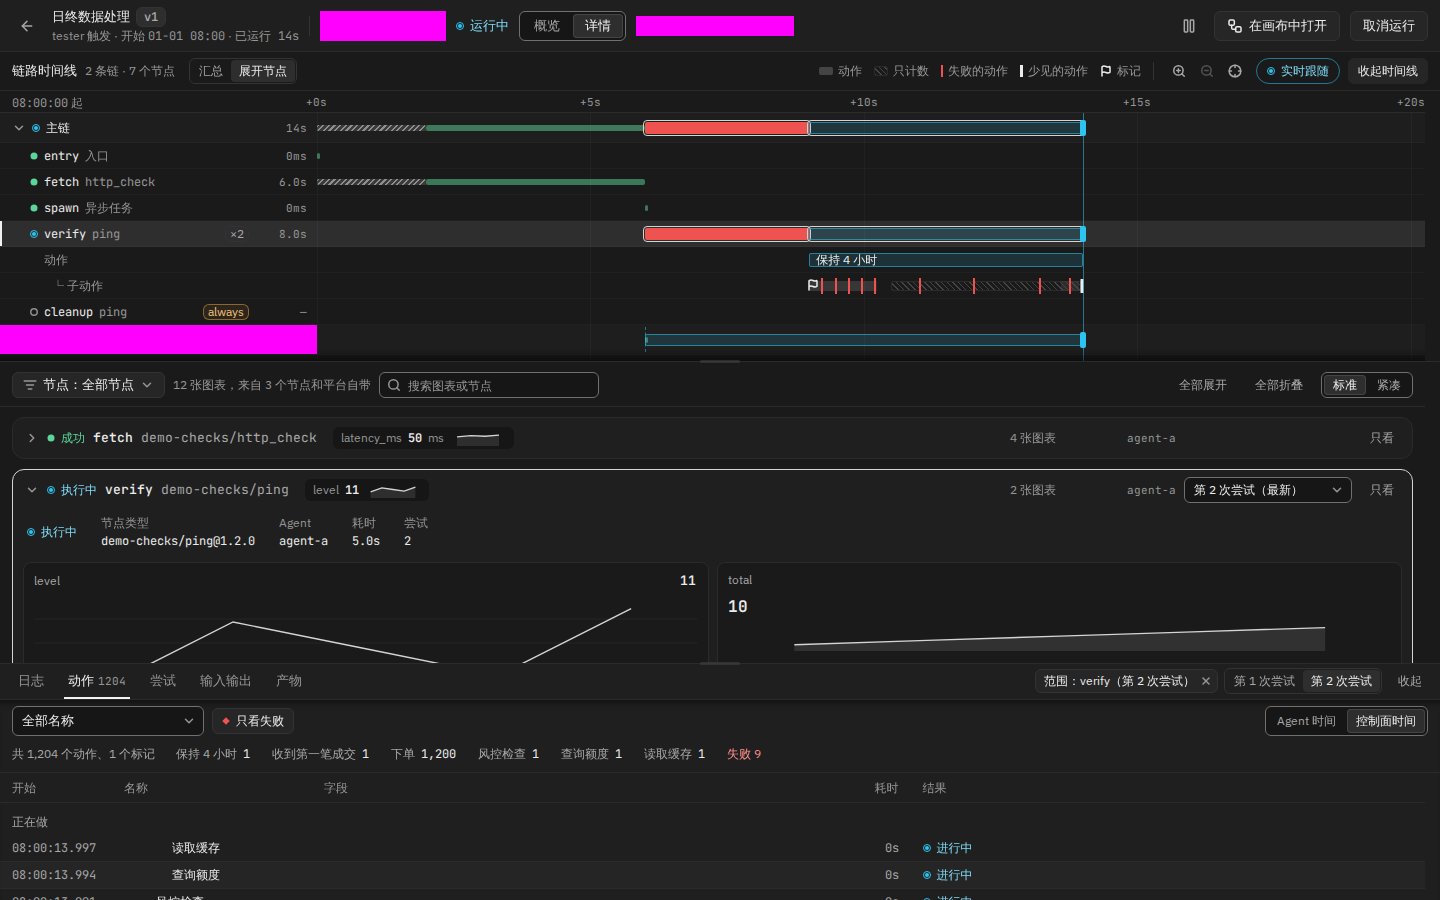 日终数据处理 v1
tester 触发 · 开始 01-01 08:00 · 已运行 14s
运行中
概览 详情
在画布中打开
取消运行
链路时间线 2 条链 · 7 个节点
汇总 展开节点
动作 只计数 失败的动作 少见的动作 标记
实时跟随
收起时间线
08:00:00 起 +0s +5s +10s +15s +20s
主链 14s
entry 入口 0ms
fetch http_check 6.0s
spawn 异步任务 0ms
verify ping ×2 8.0s
动作 保持 4 小时
└ 子动作
cleanup ping always —
节点：全部节点
12 张图表，来自 3 个节点和平台自带
搜索图表或节点
全部展开 全部折叠 标准 紧凑
成功 fetch demo-checks/http_check latency_ms 50 ms 4 张图表 agent-a 只看
执行中 verify demo-checks/ping level 11 2 张图表 agent-a 第 2 次尝试（最新） 只看
执行中
节点类型 Agent 耗时 尝试
demo-checks/ping@1.2.0 agent-a 5.0s 2
level 11
total
10
日志 动作 1204 尝试 输入输出 产物
范围：verify（第 2 次尝试） 第 1 次尝试 第 2 次尝试 收起
全部名称 只看失败
Agent 时间 控制面时间
共 1,204 个动作、1 个标记 保持 4 小时 1 收到第一笔成交 1 下单 1,200 风控检查 1 查询额度 1 读取缓存 1 失败 9
开始 名称 字段 耗时 结果
正在做
08:00:13.997 读取缓存 0s 进行中
08:00:13.994 查询额度 0s 进行中